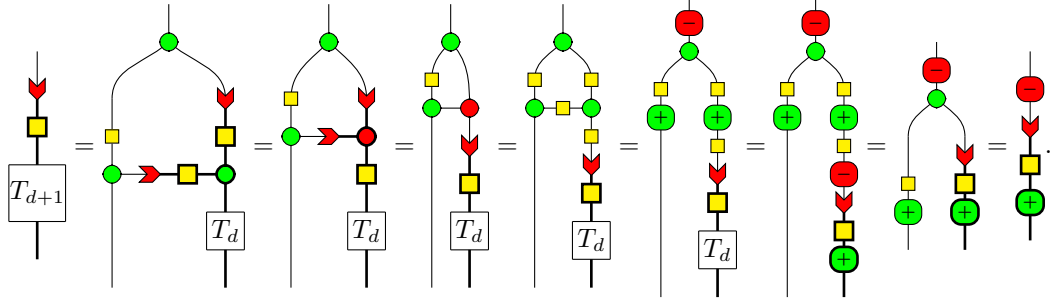 T_{d+1} = T_d = T_d = T_d = T_d = − + + T_d = − + + − + = − + + = − + .